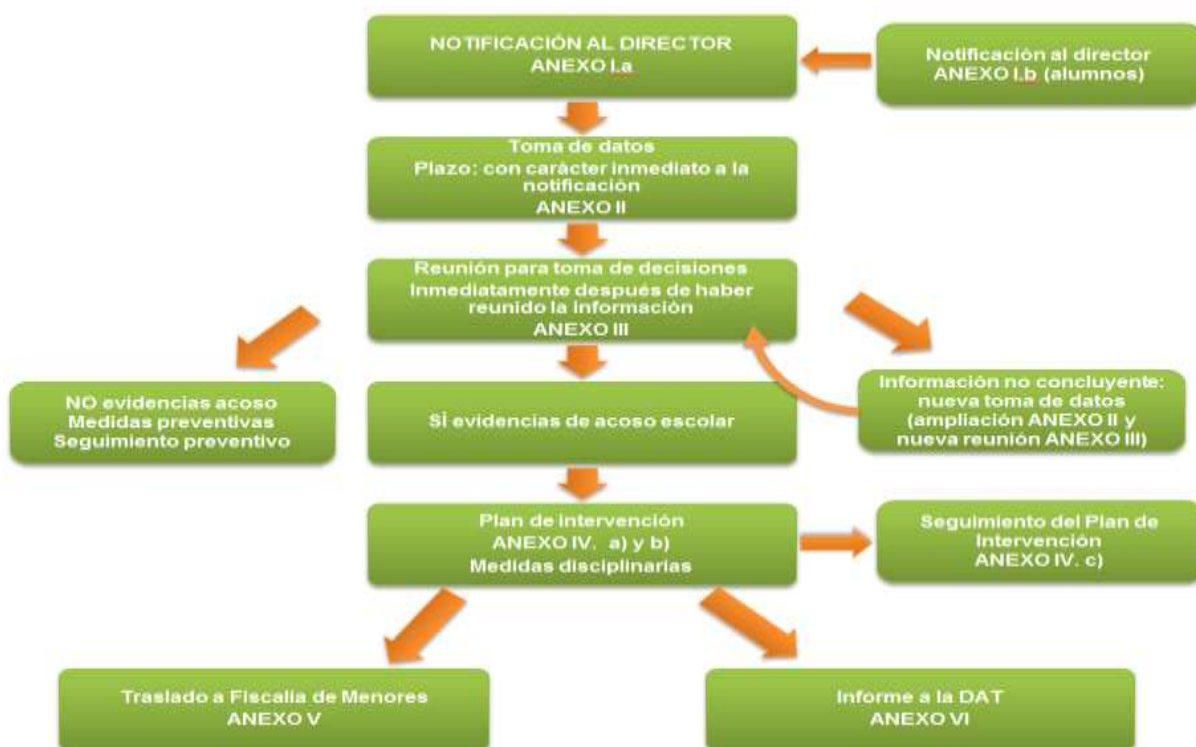 NOTIFICACIÓN AL DIRECTOR
ANEXO I.a
Notificación al director
ANEXO I.b (alumnos)
Toma de datos
Plazo: con carácter inmediato a la
notificación
ANEXO II
Reunión para toma de decisiones
Inmediatamente después de haber
reunido la información
ANEXO III
NO evidencias acoso
Medidas preventivas
Seguimiento preventivo
SÍ evidencias de acoso escolar
Información no concluyente:
nueva toma de datos
(ampliación ANEXO II y
nueva reunión ANEXO III)
Plan de intervención
ANEXO IV. a) y b)
Medidas disciplinarias
Seguimiento del Plan de
Intervención
ANEXO IV. c)
Traslado a Fiscalía de Menores
ANEXO V
Informe a la DAT
ANEXO VI